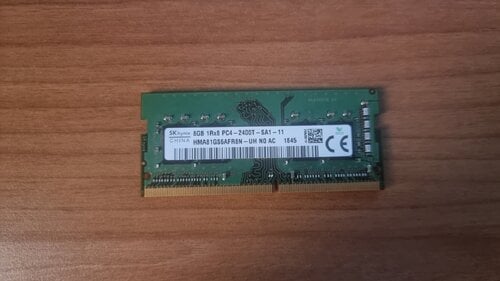 SK hynix 8GB 1Rx8 PC4-2400T-SA1-11
CHINA HMA81GS6AFR8N-UH N0 AC 1845
CE